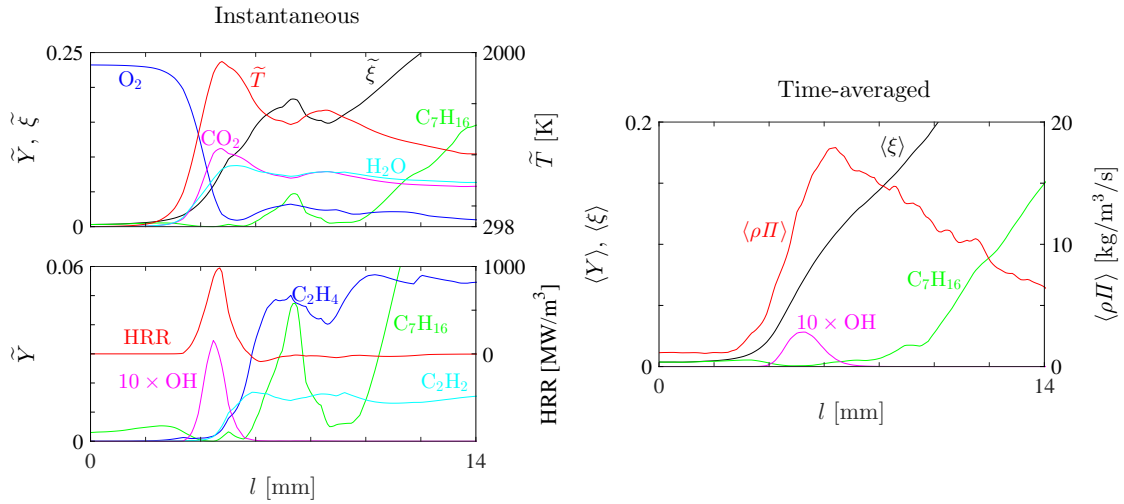 Instantaneous
0.25
2000
O₂
T̃
ξ̃
C₇H₁₆
CO₂
H₂O
Ỹ, ξ̃
T̃ [K]
0
298
0.06
1000
C₂H₄
C₇H₁₆
HRR
0
10 × OH
C₂H₂
Ỹ
HRR [MW/m³]
0
0
14
l [mm]
Time-averaged
0.2
20
⟨ξ⟩
⟨ρΠ⟩
10
C₇H₁₆
10 × OH
⟨Y⟩, ⟨ξ⟩
⟨ρΠ⟩ [kg/m³/s]
0
0
0
14
l [mm]